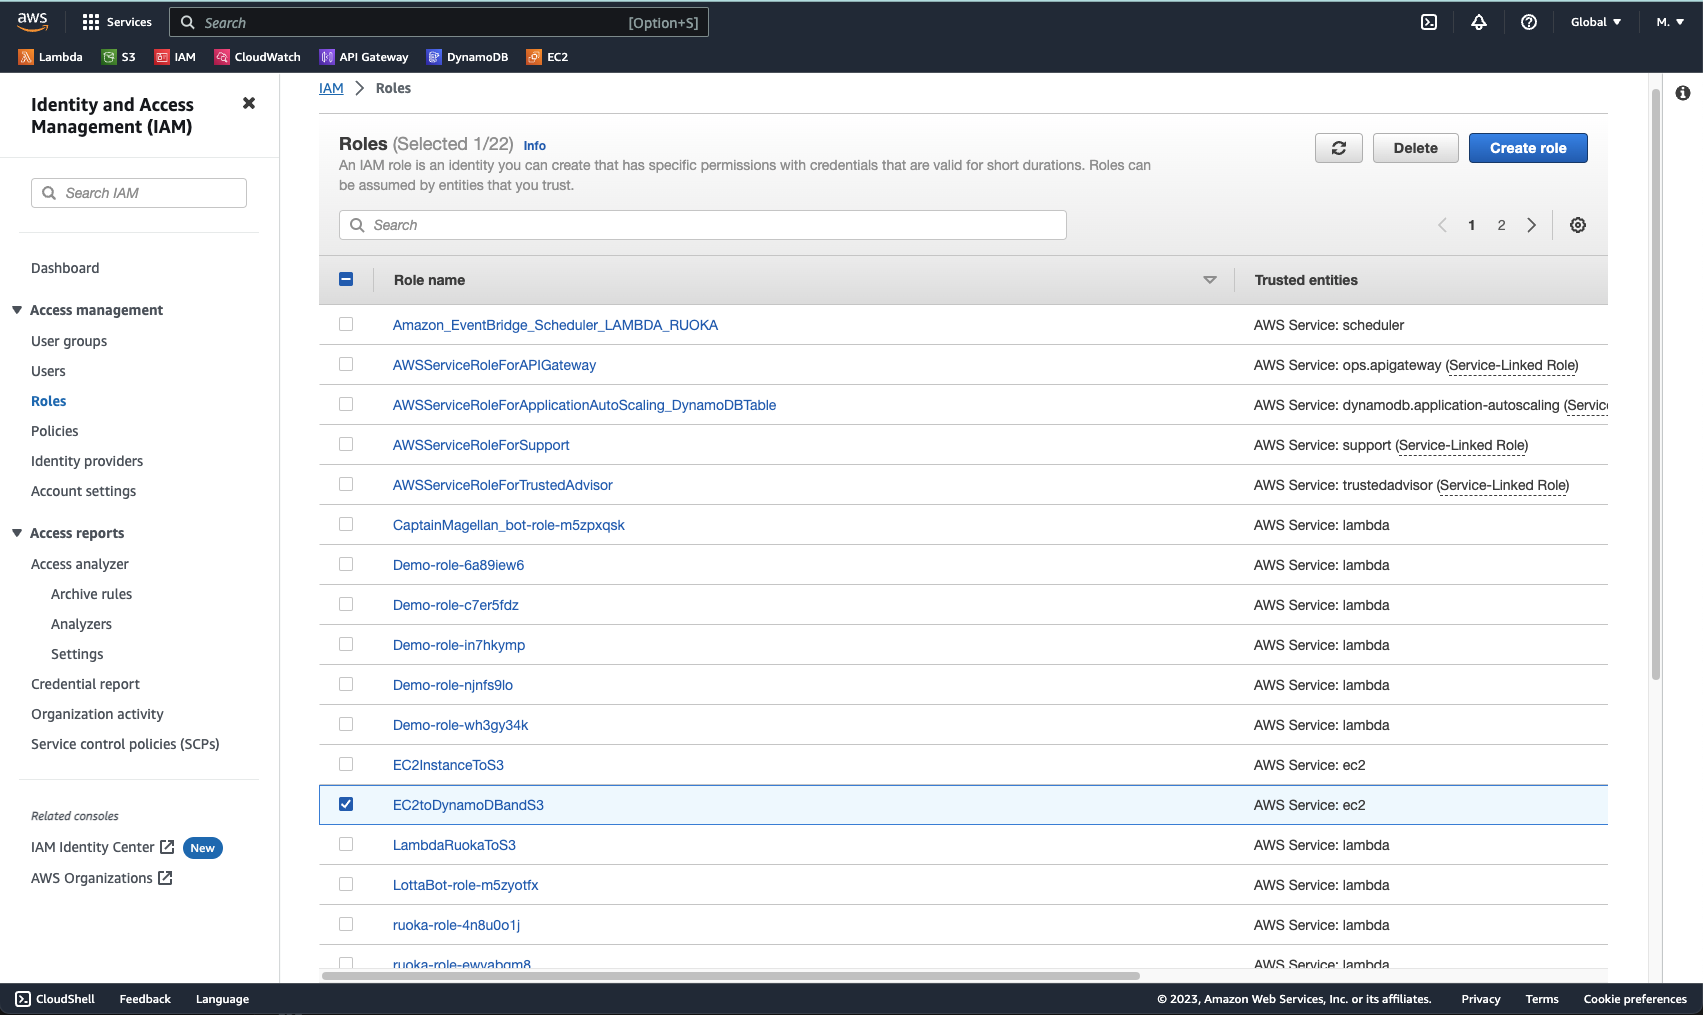 aws
Services
Search
[Option+S]
Global
M.
Lambda
S3
IAM
CloudWatch
API Gateway
DynamoDB
EC2
Identity and Access
Management (IAM)
Search IAM
Dashboard
Access management
User groups
Users
Roles
Policies
Identity providers
Account settings
Access reports
Access analyzer
Archive rules
Analyzers
Settings
Credential report
Organization activity
Service control policies (SCPs)
Related consoles
IAM Identity Center New
AWS Organizations
IAM > Roles
Roles (Selected 1/22) Info
An IAM role is an identity you can create that has specific permissions with credentials that are valid for short durations. Roles can
be assumed by entities that you trust.
Delete
Create role
Search
1 2
Role name Trusted entities
Amazon_EventBridge_Scheduler_LAMBDA_RUOKA AWS Service: scheduler
AWSServiceRoleForAPIGateway AWS Service: ops.apigateway (Service-Linked Role)
AWSServiceRoleForApplicationAutoScaling_DynamoDBTable AWS Service: dynamodb.application-autoscaling (Servic
AWSServiceRoleForSupport AWS Service: support (Service-Linked Role)
AWSServiceRoleForTrustedAdvisor AWS Service: trustedadvisor (Service-Linked Role)
CaptainMagellan_bot-role-m5zpxqsk AWS Service: lambda
Demo-role-6a89iew6 AWS Service: lambda
Demo-role-c7er5fdz AWS Service: lambda
Demo-role-in7hkymp AWS Service: lambda
Demo-role-njnfs9lo AWS Service: lambda
Demo-role-wh3gy34k AWS Service: lambda
EC2InstanceToS3 AWS Service: ec2
EC2toDynamoDBandS3 AWS Service: ec2
LambdaRuokaToS3 AWS Service: lambda
LottaBot-role-m5zyotfx AWS Service: lambda
ruoka-role-4n8u0o1j AWS Service: lambda
ruoka-role-ewyabqm8 AWS Service: lambda
CloudShell
Feedback
Language
© 2023, Amazon Web Services, Inc. or its affiliates.
Privacy
Terms
Cookie preferences